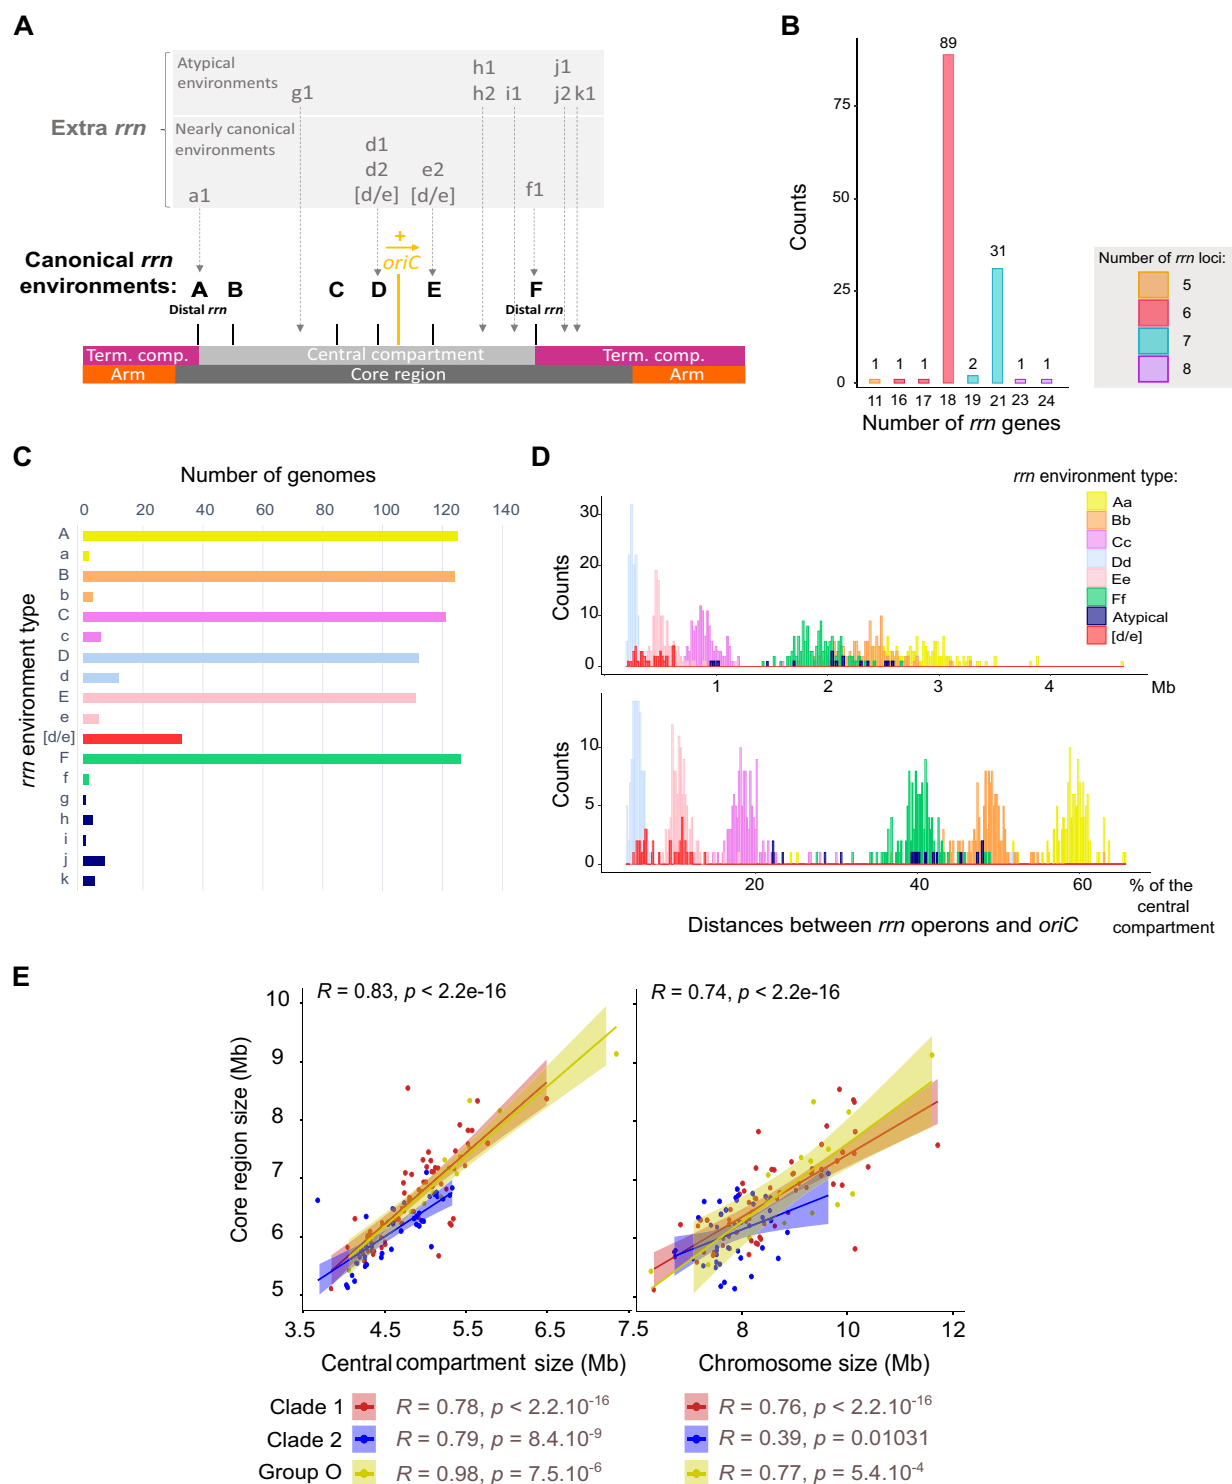 A
Atypical
environments
h1
j1
g1
h2
i1
j2
k1
Extra rrn
Nearly canonical
environments
d1
d2
e2
a1
[d/e]
[d/e]
f1
+
oriC
Canonical rrn
environments:
A
B
C
D
E
F
Distal rrn
Distal rrn
Term. comp.
Central compartment
Term. comp.
Arm
Core region
Arm
B
Counts
75
50
25
0
1
1
1
89
2
31
1
1
11
16
17
18
19
21
23
24
Number of rrn genes
Number of rrn loci:
5
6
7
8
C
Number of genomes
0
20
40
60
80
100
120
140
rrn environment type
A
a
B
b
C
c
D
d
E
e
[d/e]
F
f
g
h
i
j
k
D
rrn environment type:
Aa
Bb
Cc
Dd
Ee
Ff
Atypical
[d/e]
Counts
30
20
10
0
1
2
3
4
Mb
Counts
10
5
0
20
40
60
% of the
central
compartment
Distances between rrn operons and oriC
E
R = 0.83, p < 2.2e-16
R = 0.74, p < 2.2e-16
Core region size (Mb)
10
9
8
7
6
5
3.5
4.5
5.5
6.5
7.5
8
10
12
Central compartment size (Mb)
Chromosome size (Mb)
Clade 1
R = 0.78, p < 2.2.10-16
R = 0.76, p < 2.2.10-16
Clade 2
R = 0.79, p = 8.4.10-9
R = 0.39, p = 0.01031
Group O
R = 0.98, p = 7.5.10-6
R = 0.77, p = 5.4.10-4